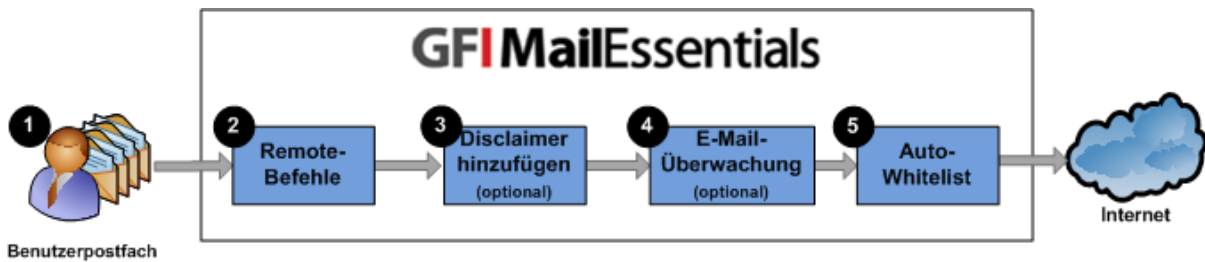 GFI MailEssentials
1
2
Remote-
Befehle
3
Disclaimer
hinzufügen
(optional)
4
E-Mail-
Überwachung
(optional)
5
Auto-
Whitelist
Internet
Benutzerpostfach